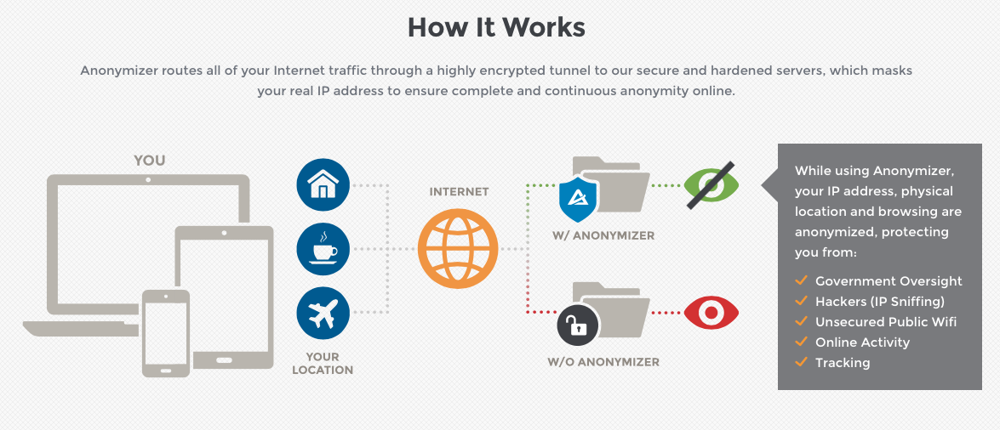 How It Works
Anonymizer routes all of your Internet traffic through a highly encrypted tunnel to our secure and hardened servers, which masks
your real IP address to ensure complete and continuous anonymity online.
YOU
YOUR
LOCATION
INTERNET
W/ ANONYMIZER
W/O ANONYMIZER
While using Anonymizer,
your IP address, physical
location and browsing are
anonymized, protecting
you from:
Government Oversight
Hackers (IP Sniffing)
Unsecured Public Wifi
Online Activity
Tracking